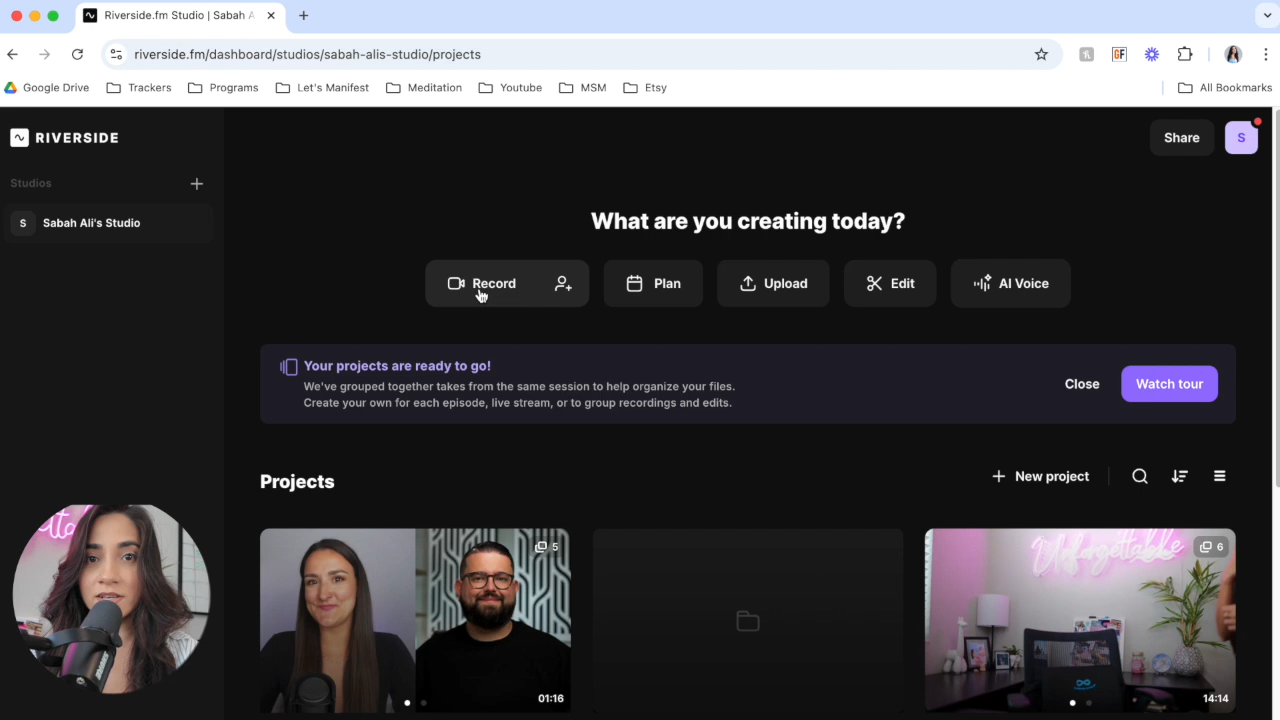 Riverside.fm Studio | Sabah A
riverside.fm/dashboard/studios/sabah-alis-studio/projects
GF
Google Drive Trackers Programs Let's Manifest Meditation Youtube MSM Etsy All Bookmarks
RIVERSIDE
Share
S
Studios
S Sabah Ali's Studio
What are you creating today?
Record Plan Upload Edit AI Voice
Your projects are ready to go!
We've grouped together takes from the same session to help organize your files.
Create your own for each episode, live stream, or to group recordings and edits.
Close Watch tour
Projects
New project
5
01:16
Unforgettable
6
14:14